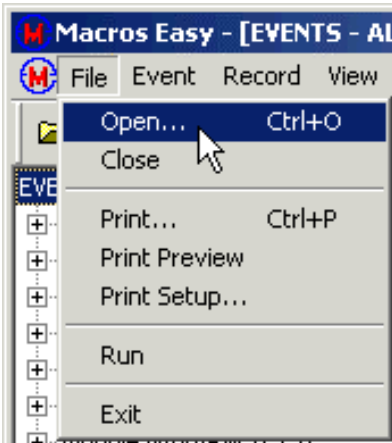 Macros Easy - [EVENTS - AL
File Event Record View
Open... Ctrl+O
Close
EVE
Print... Ctrl+P
Print Preview
Print Setup...
Run
Exit